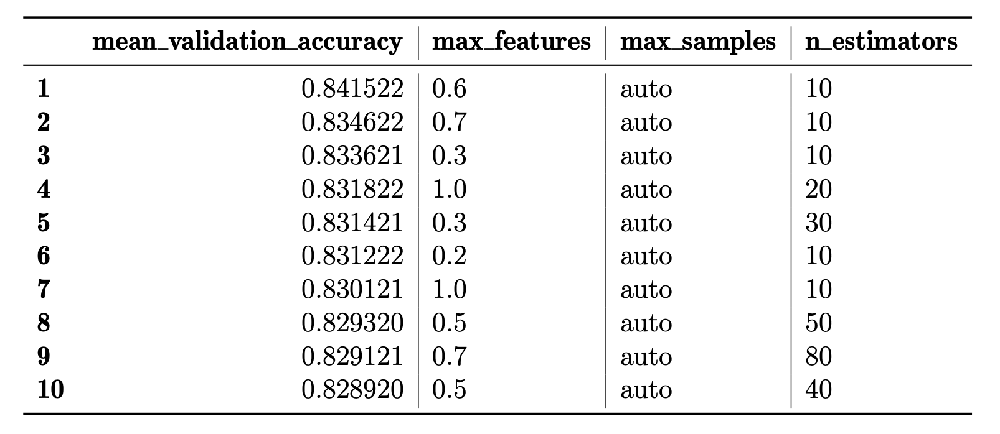 mean_validation_accuracy max_features max_samples n_estimators
1 0.841522 0.6 auto 10
2 0.834622 0.7 auto 10
3 0.833621 0.3 auto 10
4 0.831822 1.0 auto 20
5 0.831421 0.3 auto 30
6 0.831222 0.2 auto 10
7 0.830121 1.0 auto 10
8 0.829320 0.5 auto 50
9 0.829121 0.7 auto 80
10 0.828920 0.5 auto 40